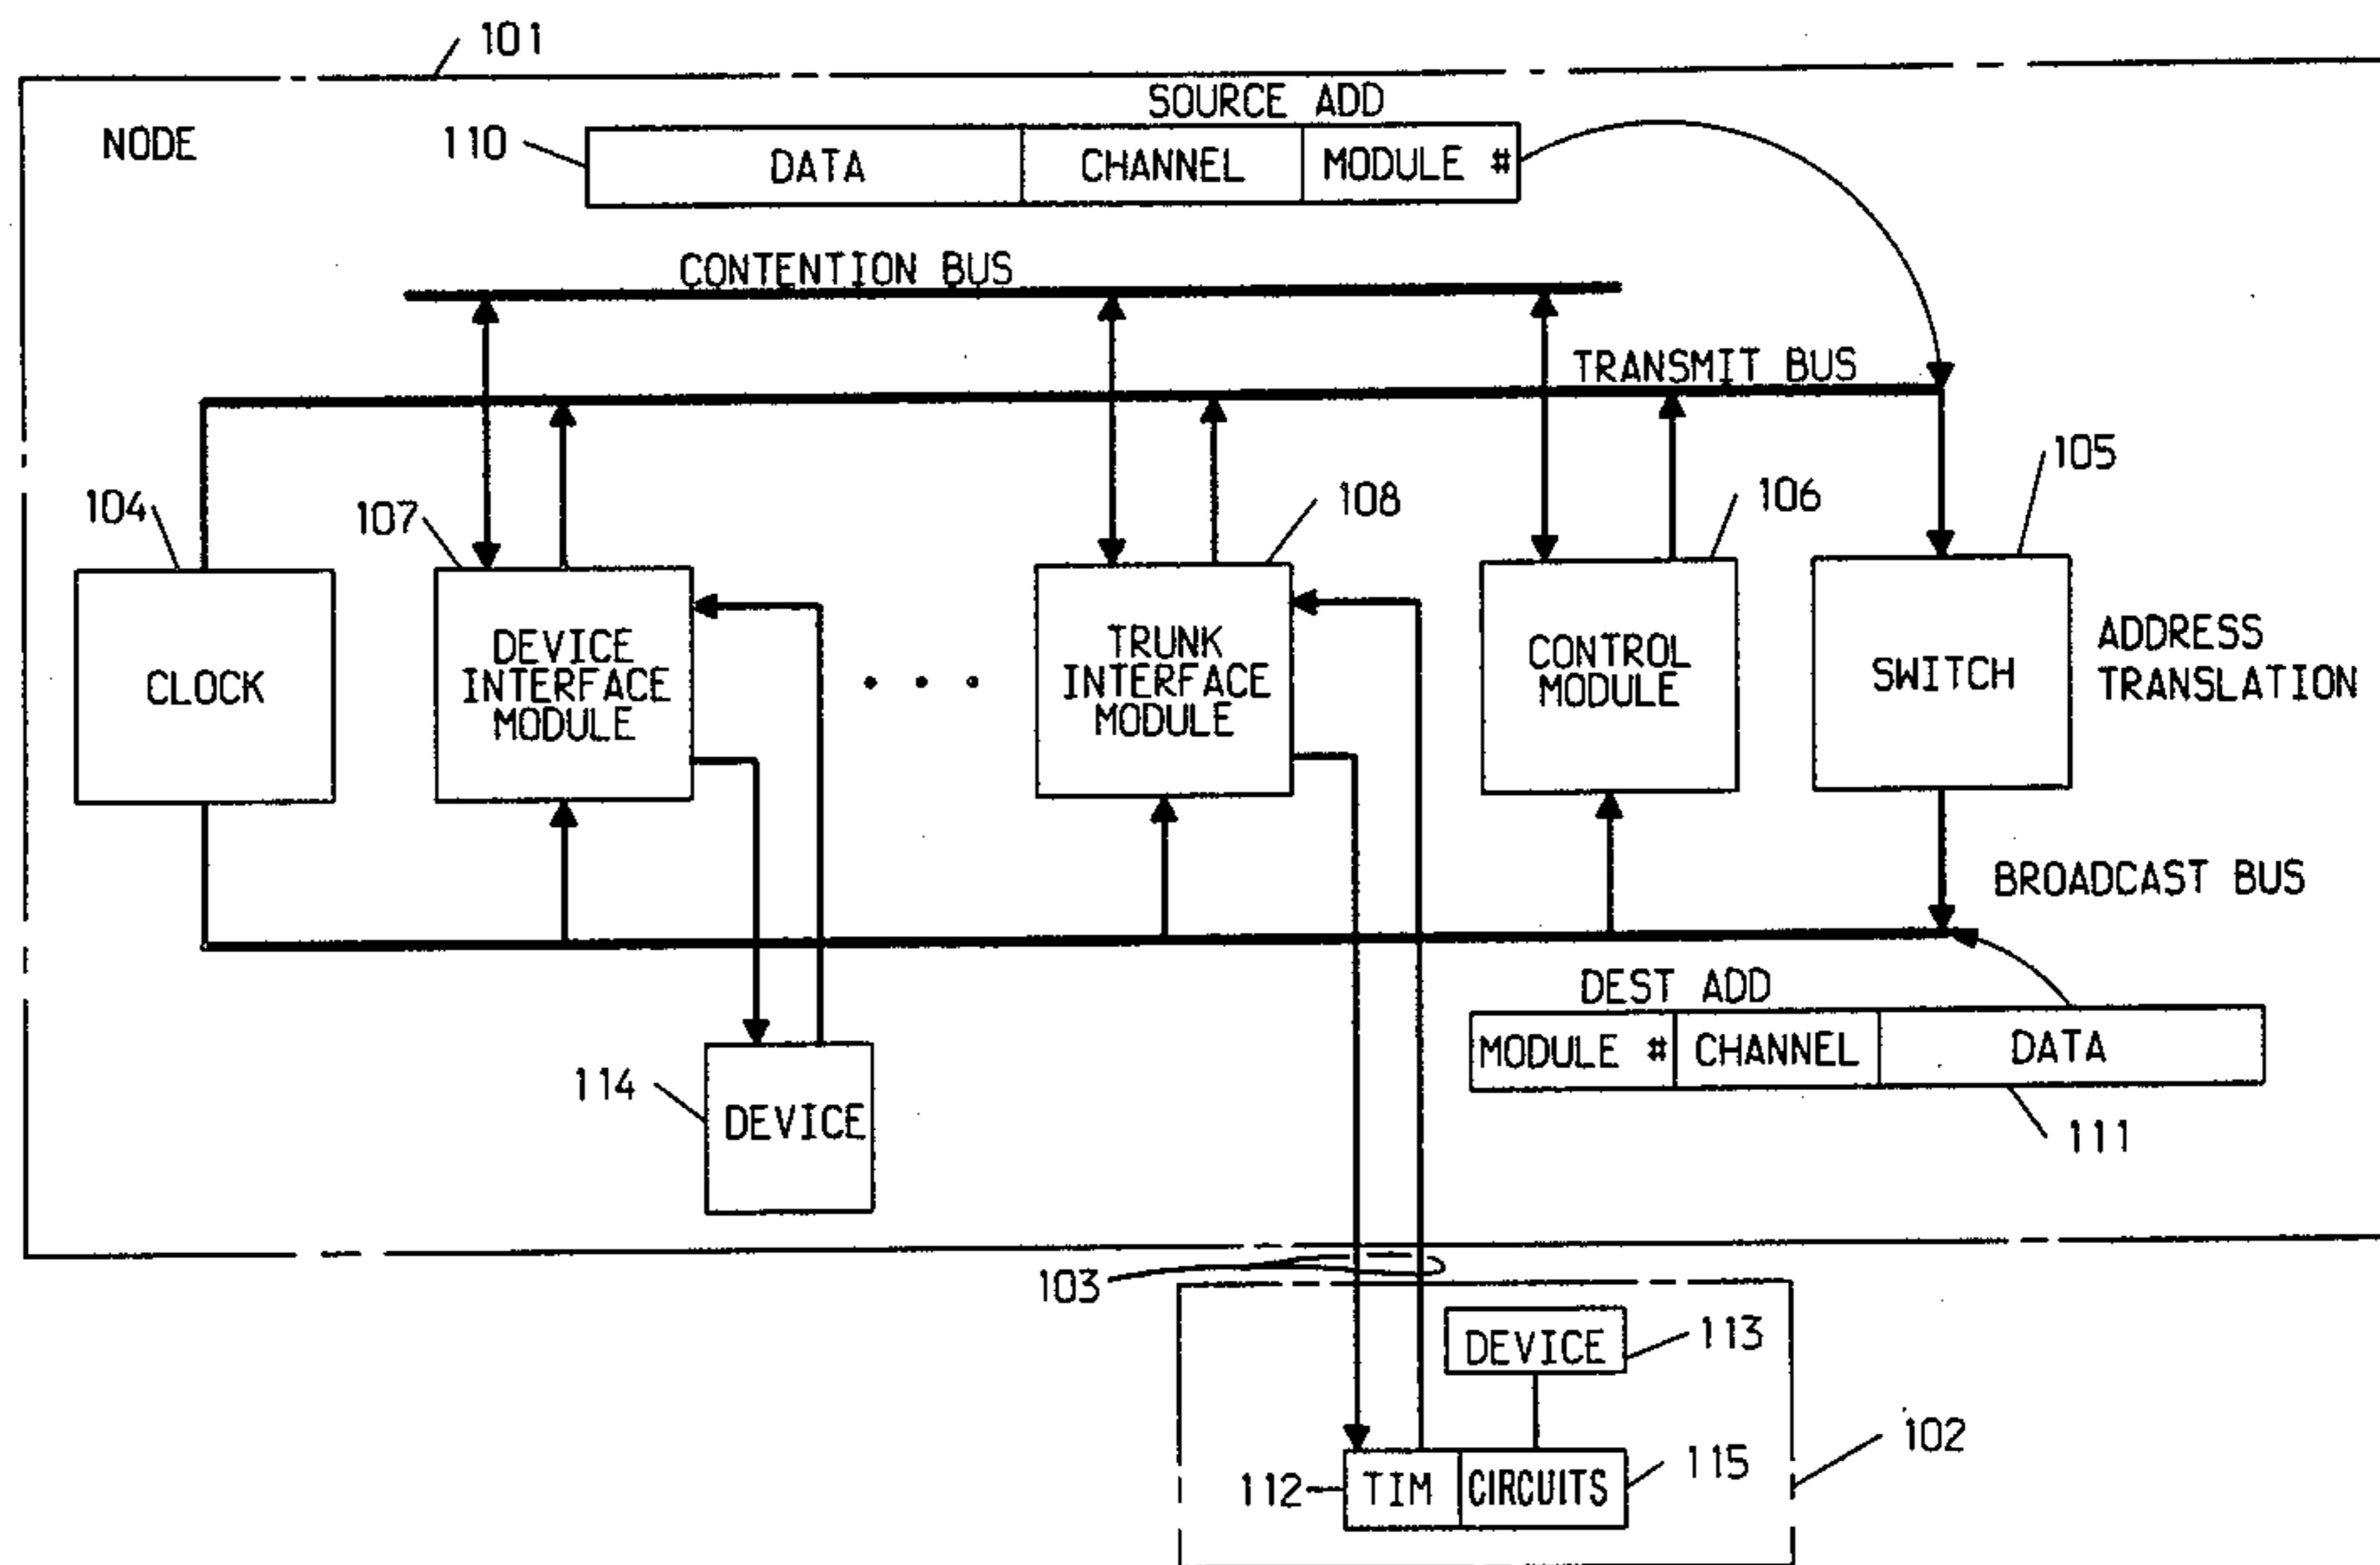 101
SOURCE ADD
NODE
110
DATA
CHANNEL
MODULE #
CONTENTION BUS
TRANSMIT BUS
105
104
107
108
106
CLOCK
DEVICE
INTERFACE
MODULE
• • •
TRUNK
INTERFACE
MODULE
CONTROL
MODULE
SWITCH
ADDRESS
TRANSLATION
BROADCAST BUS
DEST ADD
MODULE #
CHANNEL
DATA
114
DEVICE
111
103
DEVICE
113
102
112
TIM
CIRCUITS
115